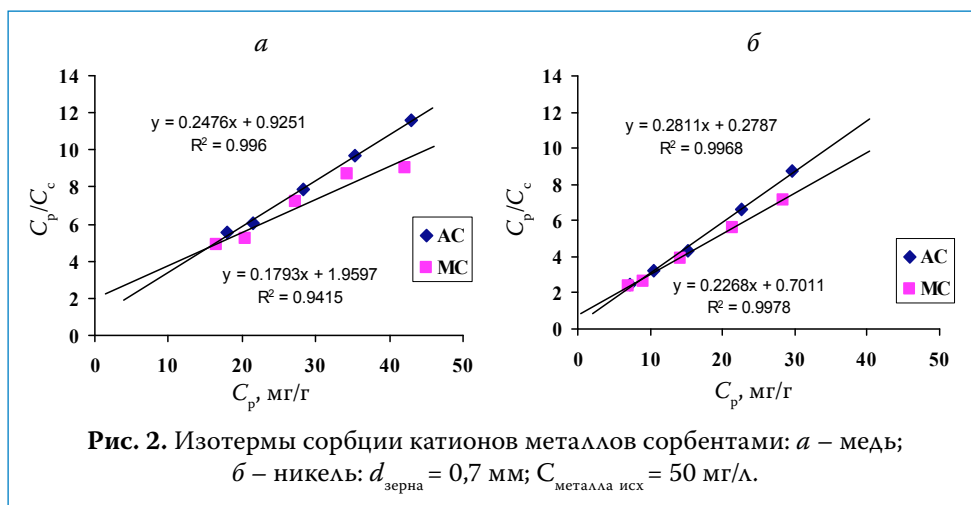 а
14
12
10
8
6
4
2
0
Cр/Cс
y = 0.2476x + 0.9251
R² = 0.996
y = 0.1793x + 1.9597
R² = 0.9415
АС
МС
0 10 20 30 40 50
Cр, мг/г
б
14
12
10
8
6
4
2
0
Cр/Cс
y = 0.2811x + 0.2787
R² = 0.9968
y = 0.2268x + 0.7011
R² = 0.9978
АС
МС
0 10 20 30 40 50
Cр, мг/г
Рис. 2. Изотермы сорбции катионов металлов сорбентами: а – медь;
б – никель: dзерна = 0,7 мм; Cметалла исх = 50 мг/л.